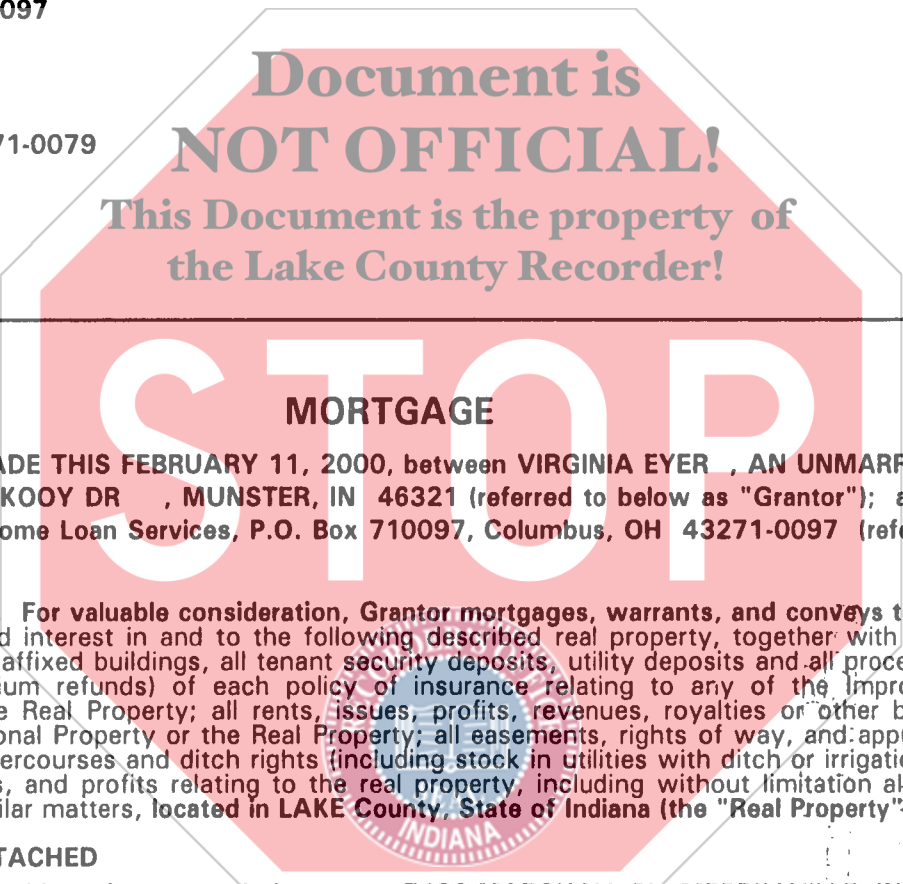 0097
71-0079
Document is
NOT OFFICIAL!
This Document is the property of
the Lake County Recorder!
STOP
MORTGAGE
ADE THIS FEBRUARY 11, 2000, between VIRGINIA EYER , AN UNMARR
KOOY DR , MUNSTER, IN 46321 (referred to below as "Grantor"); a
ome Loan Services, P.O. Box 710097, Columbus, OH 43271-0097 (refe
For valuable consideration, Grantor mortgages, warrants, and conveys t
d interest in and to the following described real property, together with
affixed buildings, all tenant security deposits, utility deposits and all proce
ium refunds) of each policy of insurance relating to any of the Impro
e Real Property; all rents, issues, profits, revenues, royalties or other b
onal Property or the Real Property; all easements, rights of way, and appu
tercourses and ditch rights (including stock in utilities with ditch or irrigatio
s, and profits relating to the real property, including without limitation al
ilar matters, located in LAKE County, State of Indiana (the "Real Property"
INDIANA
TACHED